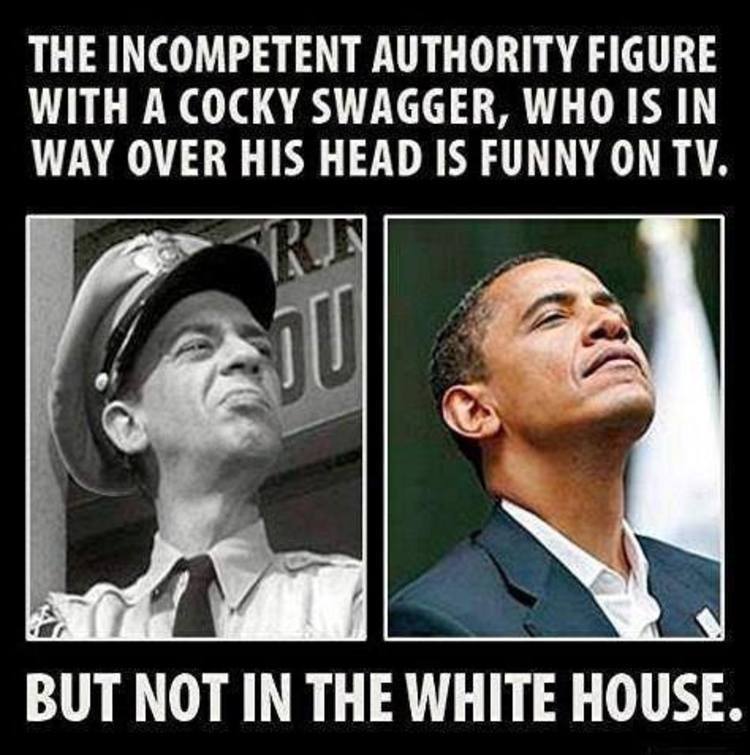 THE INCOMPETENT AUTHORITY FIGURE
WITH A COCKY SWAGGER, WHO IS IN
WAY OVER HIS HEAD IS FUNNY ON TV.
OU
BUT NOT IN THE WHITE HOUSE.